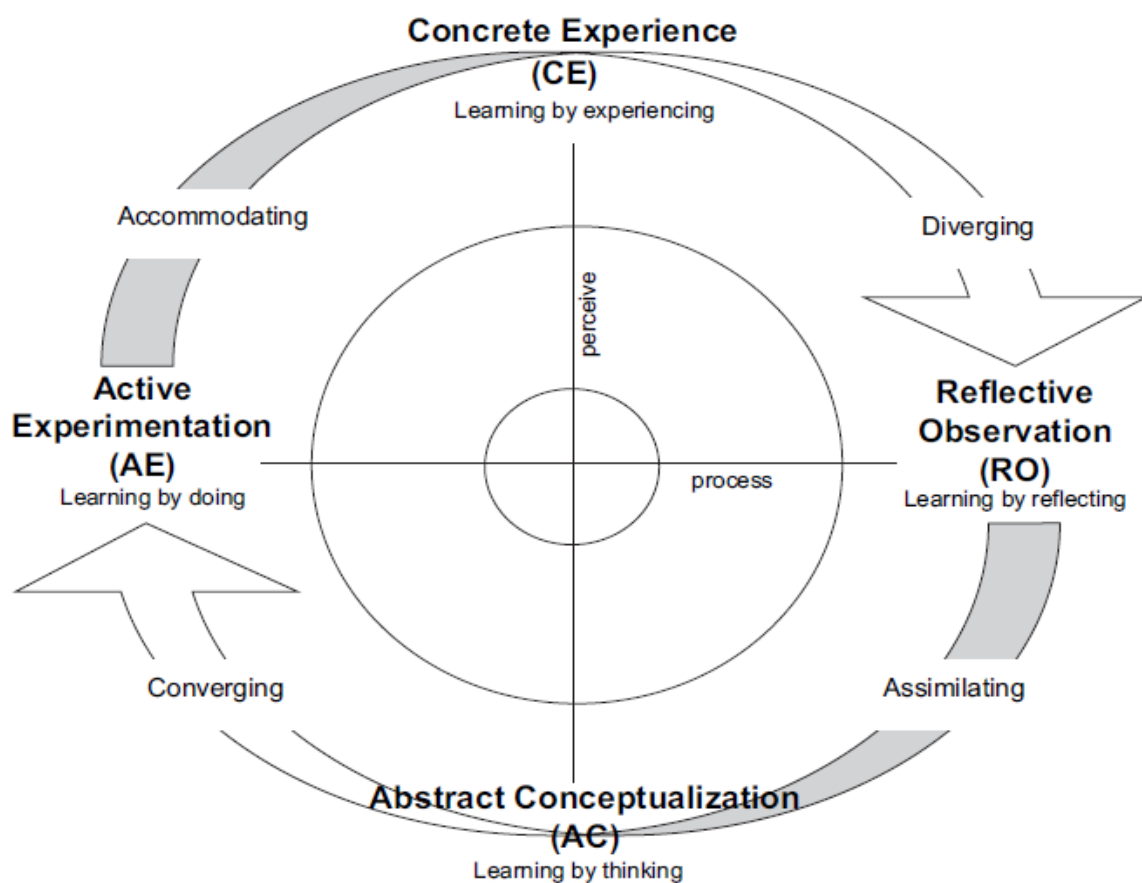 Concrete Experience
(CE)
Learning by experiencing
Accommodating
Diverging
perceive
Active
Experimentation
(AE)
Learning by doing
Reflective
Observation
(RO)
Learning by reflecting
process
Converging
Assimilating
Abstract Conceptualization
(AC)
Learning by thinking